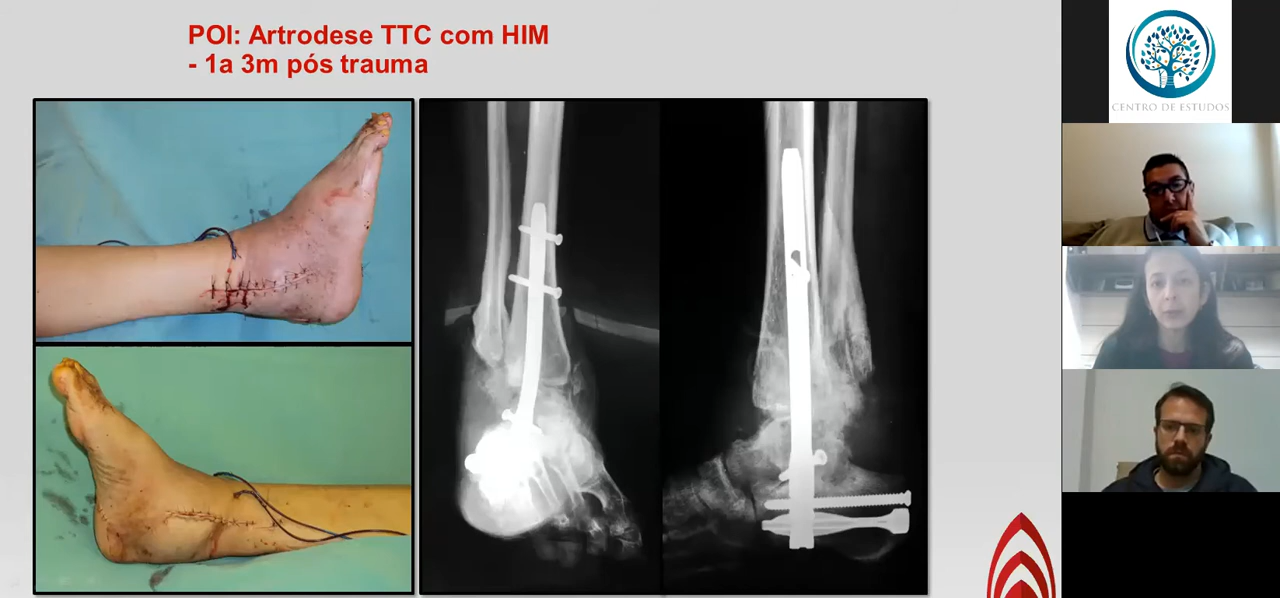 POI: Artrodese TTC com HIM
- 1a 3m pós trauma
CENTRO DE ESTUDOS